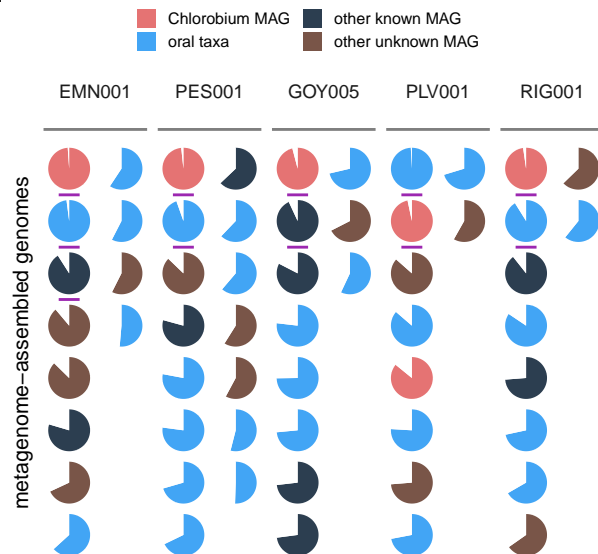 Chlorobium MAG
other known MAG
oral taxa
other unknown MAG
EMN001
PES001
GOY005
PLV001
RIG001
metagenome−assembled genomes